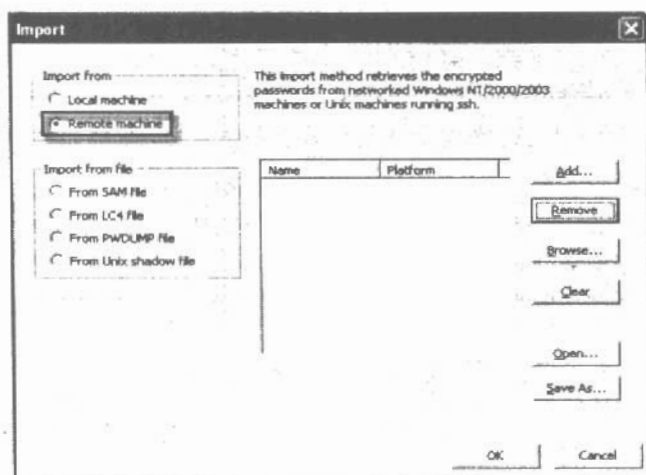 Import
Import from
Local machine
Remote machine
This import method retrieves the encrypted
passwords from networked Windows NT/2000/2003
machines or Unix machines running ssh.
Import from file
From SAM file
From LC4 file
From PWDUMP file
From Unix shadow file
Name Platform
Add...
Remove
Browse...
Clear
Open...
Save As...
OK Cancel